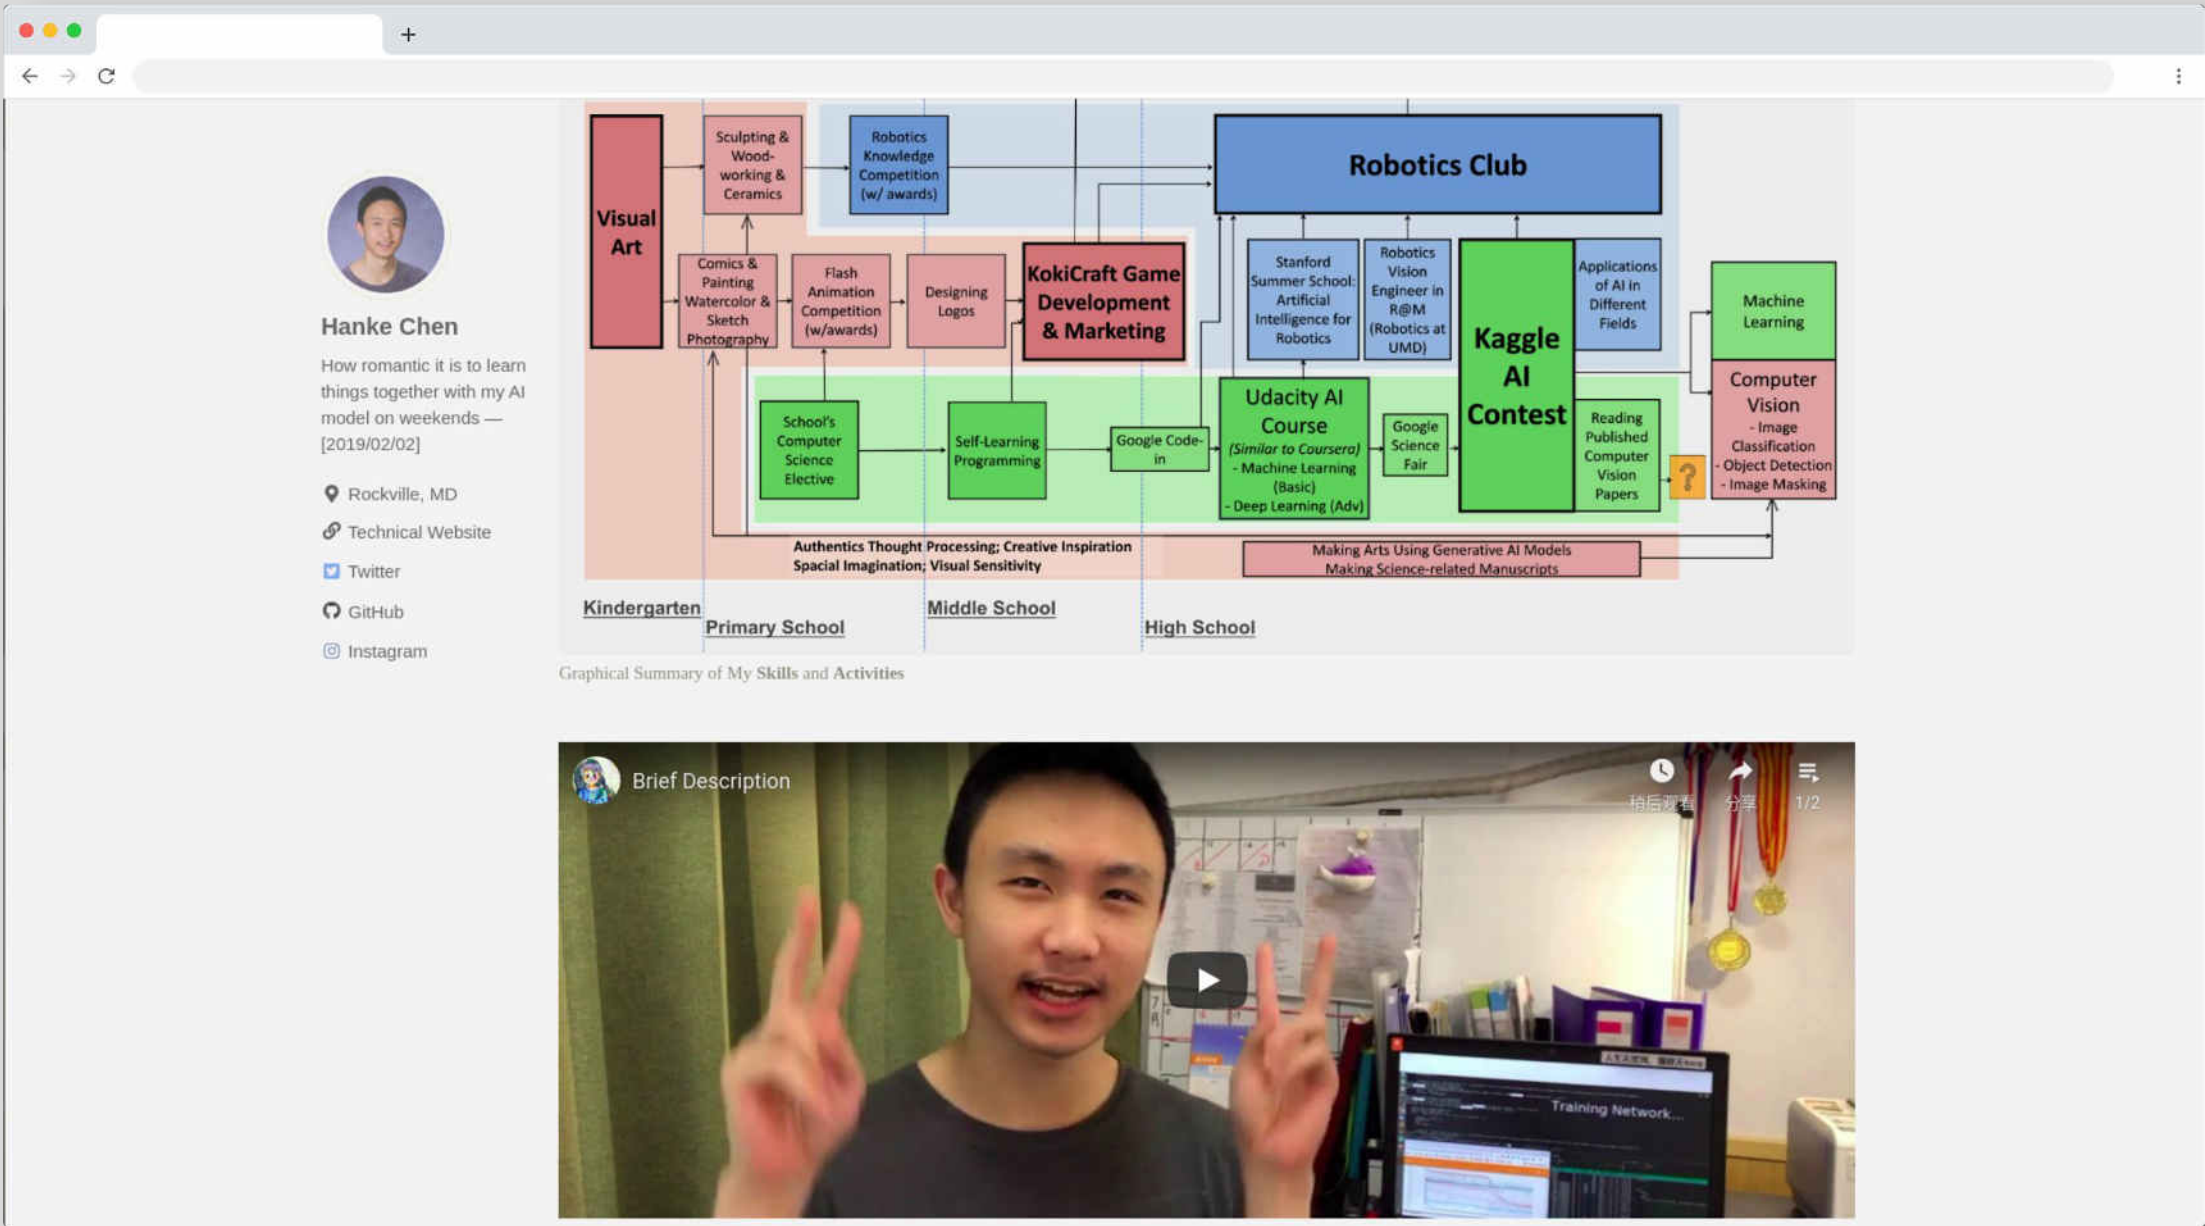 Hanke Chen
How romantic it is to learn
things together with my AI
model on weekends —
[2019/02/02]
Rockville, MD
Technical Website
Twitter
GitHub
Instagram
Visual
Art
Sculpting &
Wood-
working &
Ceramics
Robotics
Knowledge
Competition
(w/ awards)
Robotics Club
Comics &
Painting
Watercolor &
Sketch
Photography
Flash
Animation
Competition
(w/awards)
Designing
Logos
KokiCraft Game
Development
& Marketing
Stanford
Summer School:
Artificial
Intelligence for
Robotics
Robotics
Vision
Engineer in
R@M
(Robotics at
UMD)
Kaggle
AI
Contest
Applications
of AI in
Different
Fields
Machine
Learning
Computer
Vision
- Image
Classification
- Object Detection
- Image Masking
School's
Computer
Science
Elective
Self-Learning
Programming
Google Code-
in
Udacity AI
Course
(Similar to Coursera)
- Machine Learning
(Basic)
- Deep Learning (Adv)
Google
Science
Fair
Reading
Published
Computer
Vision
Papers
?
Authentics Thought Processing; Creative Inspiration
Spacial Imagination; Visual Sensitivity
Making Arts Using Generative AI Models
Making Science-related Manuscripts
Kindergarten
Primary School
Middle School
High School
Graphical Summary of My Skills and Activities
Brief Description
稍后观看
分享
1/2
Training Network...